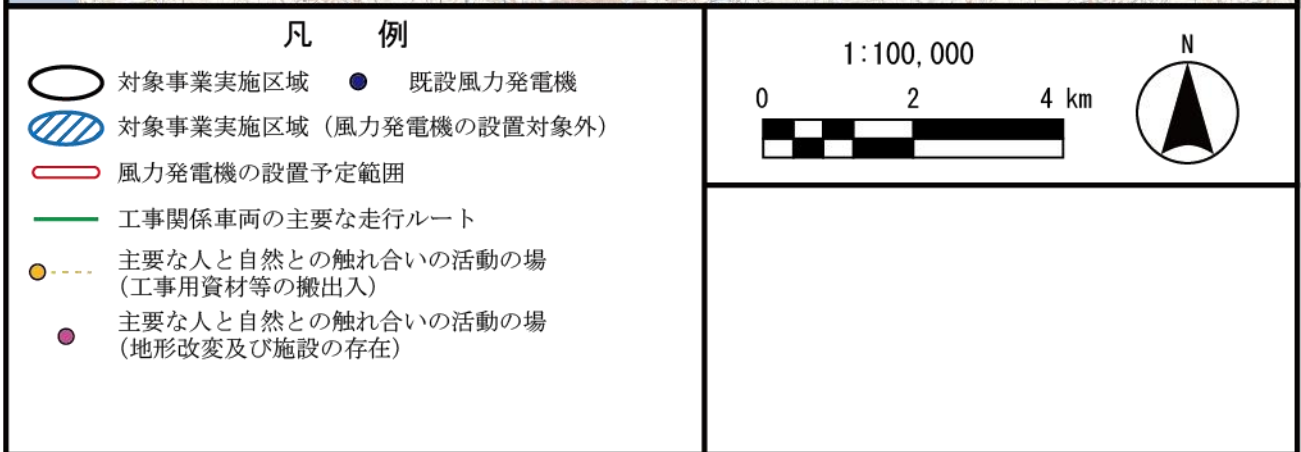 凡 例
対象事業実施区域 既設風力発電機
対象事業実施区域（風力発電機の設置対象外）
風力発電機の設置予定範囲
工事関係車両の主要な走行ルート
主要な人と自然との触れ合いの活動の場
（工事用資材等の搬出入）
主要な人と自然との触れ合いの活動の場
（地形改変及び施設の存在）
1:100,000
0 2 4 km
N